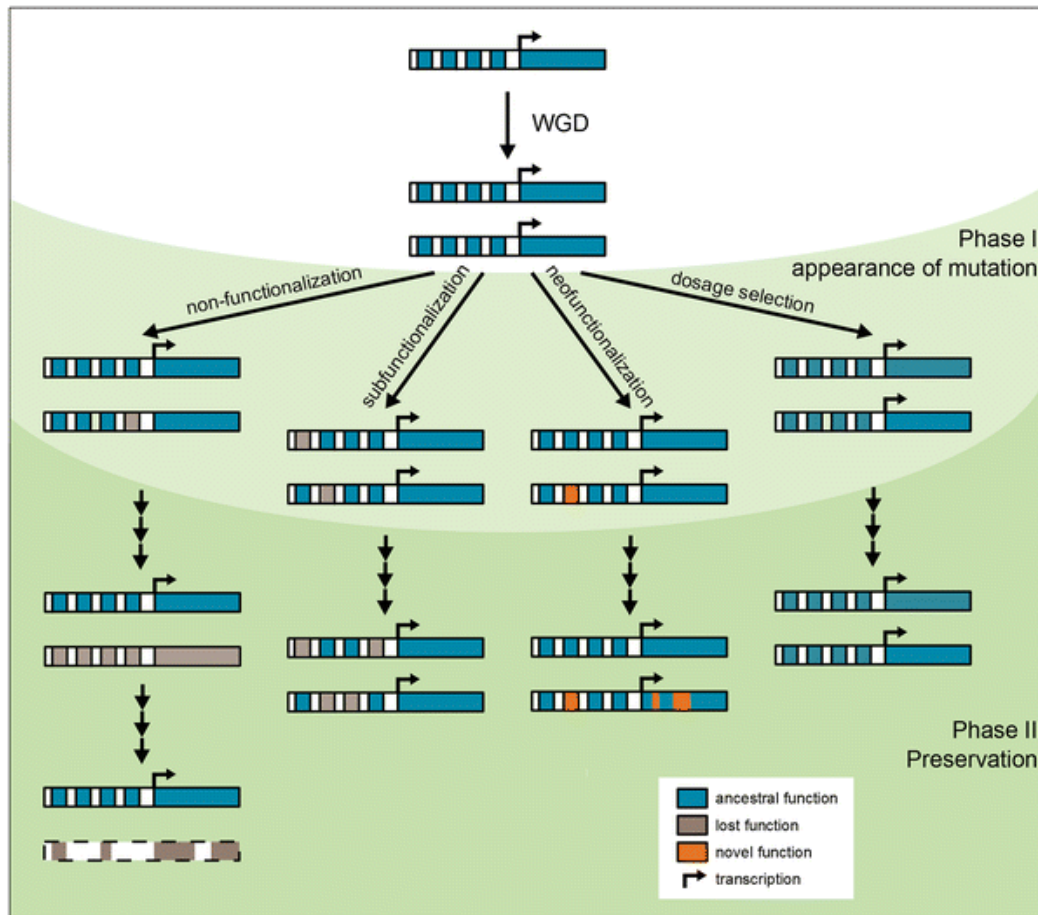 WGD
Phase I
appearance of mutation
non-functionalization
subfunctionalization
neofunctionalization
dosage selection
Phase II
Preservation
ancestral function
lost function
novel function
transcription